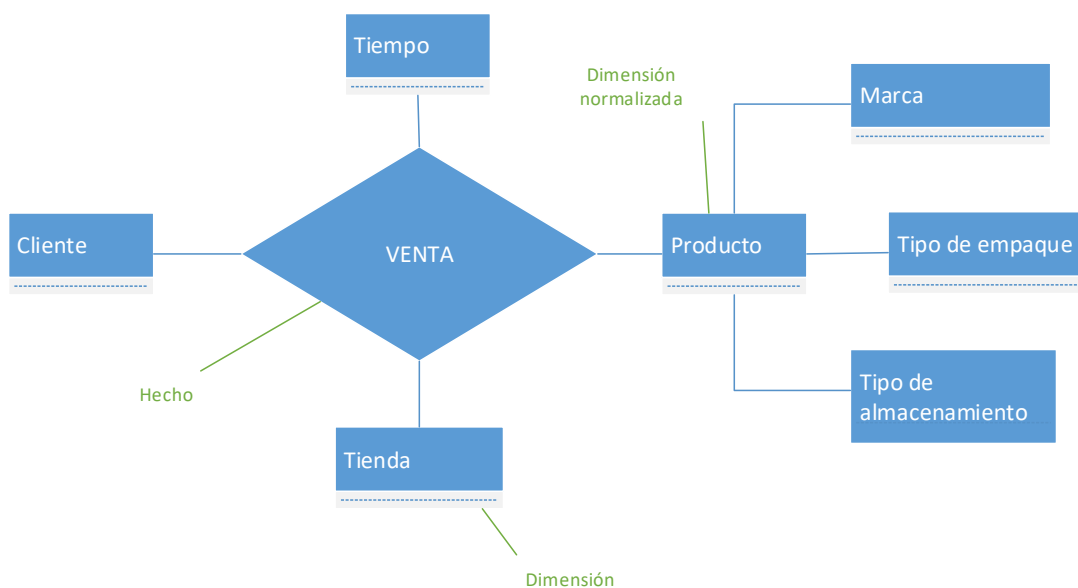 Tiempo
Dimensión
normalizada
Marca
Cliente
VENTA
Producto
Tipo de empaque
Hecho
Tipo de
almacenamiento
Tienda
Dimensión